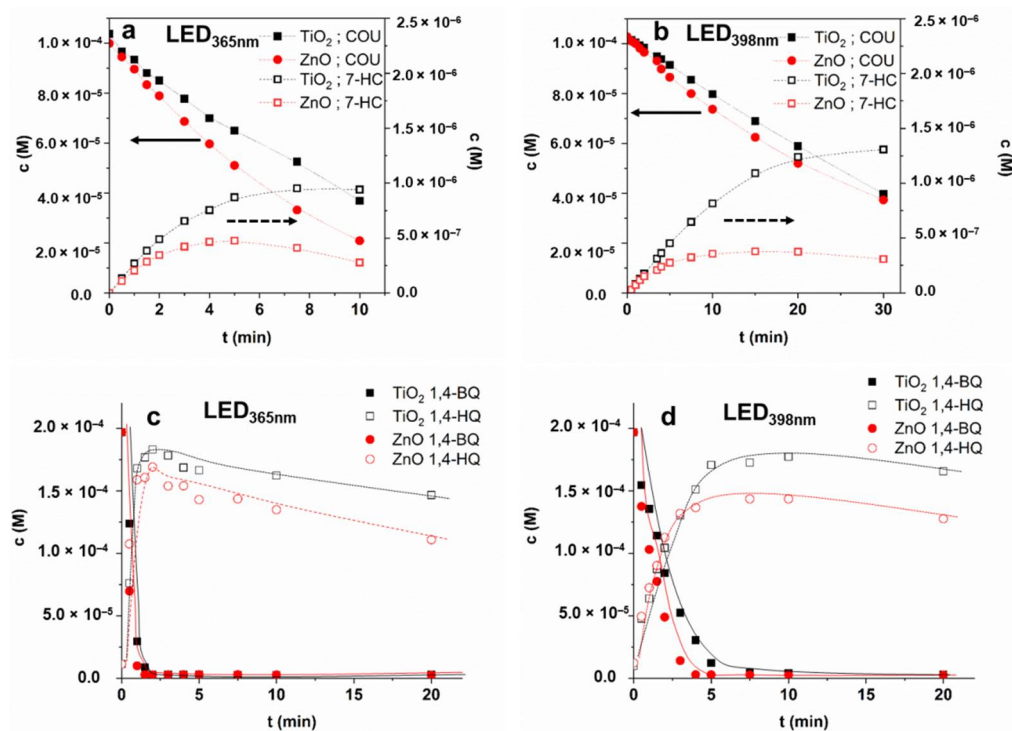 a
LED365nm
TiO2 ; COU
ZnO ; COU
TiO2 ; 7-HC
ZnO ; 7-HC
1.0 × 10⁻⁴
8.0 × 10⁻⁵
6.0 × 10⁻⁵
4.0 × 10⁻⁵
2.0 × 10⁻⁵
0.0
c (M)
2.5 × 10⁻⁶
2.0 × 10⁻⁶
1.5 × 10⁻⁶
1.0 × 10⁻⁶
5.0 × 10⁻⁷
0.0
c (M)
0 2 4 6 8 10
t (min)
b
LED398nm
TiO2 ; COU
ZnO ; COU
TiO2 ; 7-HC
ZnO ; 7-HC
1.0 × 10⁻⁴
8.0 × 10⁻⁵
6.0 × 10⁻⁵
4.0 × 10⁻⁵
2.0 × 10⁻⁵
0.0
c (M)
2.5 × 10⁻⁶
2.0 × 10⁻⁶
1.5 × 10⁻⁶
1.0 × 10⁻⁶
5.0 × 10⁻⁷
0.0
c (M)
0 5 10 15 20 25 30
t (min)
c
LED365nm
TiO2 1,4-BQ
TiO2 1,4-HQ
ZnO 1,4-BQ
ZnO 1,4-HQ
2.0 × 10⁻⁴
1.5 × 10⁻⁴
1.0 × 10⁻⁴
5.0 × 10⁻⁵
0.0
c (M)
0 5 10 15 20
t (min)
d
LED398nm
TiO2 1,4-BQ
TiO2 1,4-HQ
ZnO 1,4-BQ
ZnO 1,4-HQ
2.0 × 10⁻⁴
1.5 × 10⁻⁴
1.0 × 10⁻⁴
5.0 × 10⁻⁵
0.0
c (M)
0 5 10 15 20
t (min)